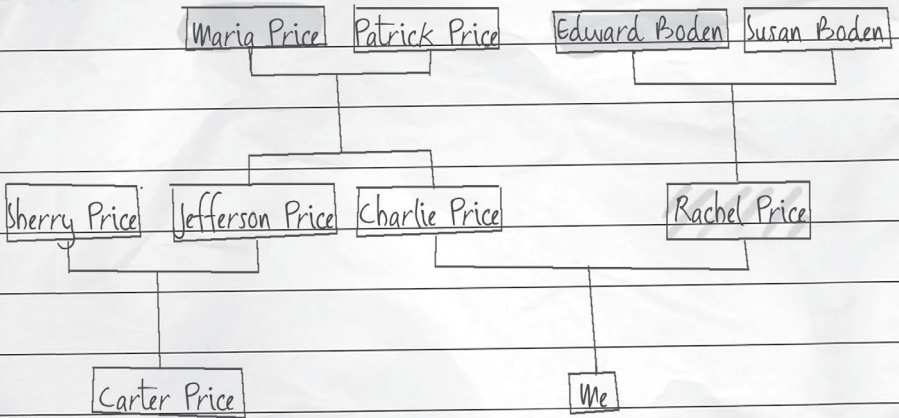 Maria Price Patrick Price Edward Boden Susan Boden
Sherry Price Jefferson Price Charlie Price Rachel Price
Carter Price Me